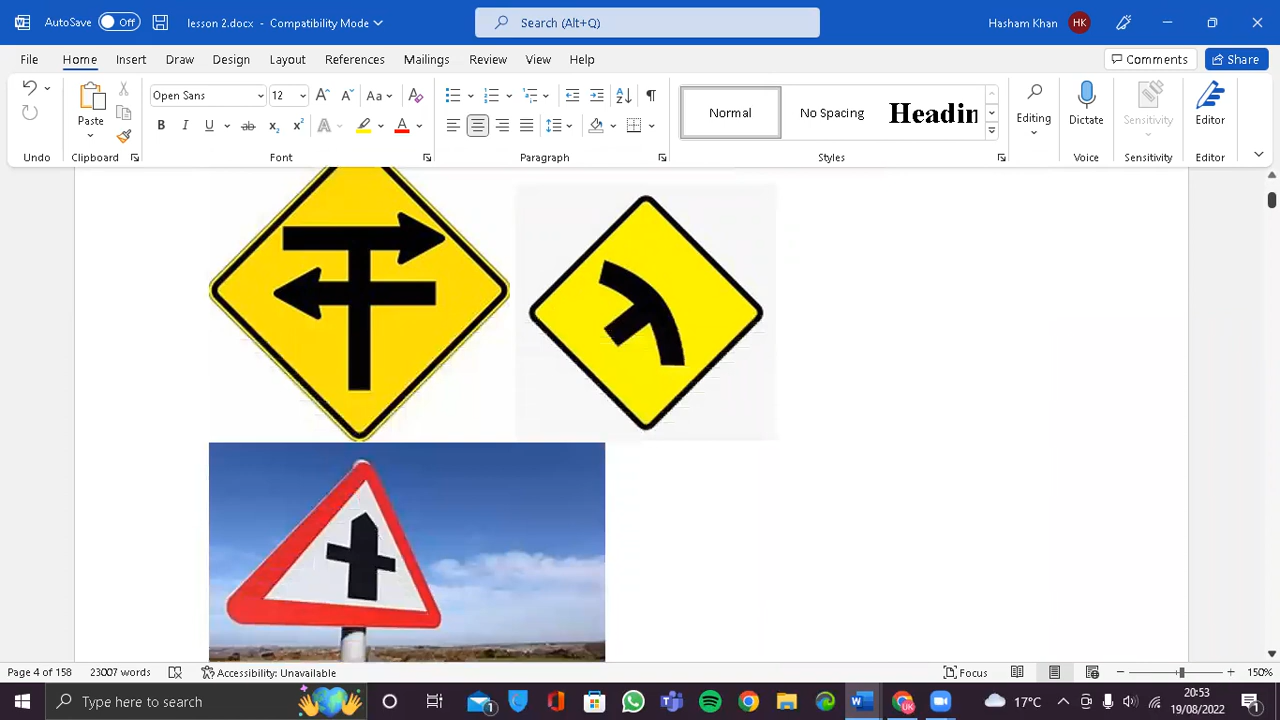 AutoSave Off lesson 2.docx - Compatibility Mode Search (Alt+Q) Hasham Khan HK
File Home Insert Draw Design Layout References Mailings Review View Help Comments Share
Open Sans 12 Aa
Paste Normal No Spacing Headin Editing Dictate Sensitivity Editor
Undo Clipboard Font Paragraph Styles Voice Sensitivity Editor
Page 4 of 158 23007 words Accessibility: Unavailable Focus 150%
Type here to search 17°C 20:53
19/08/2022